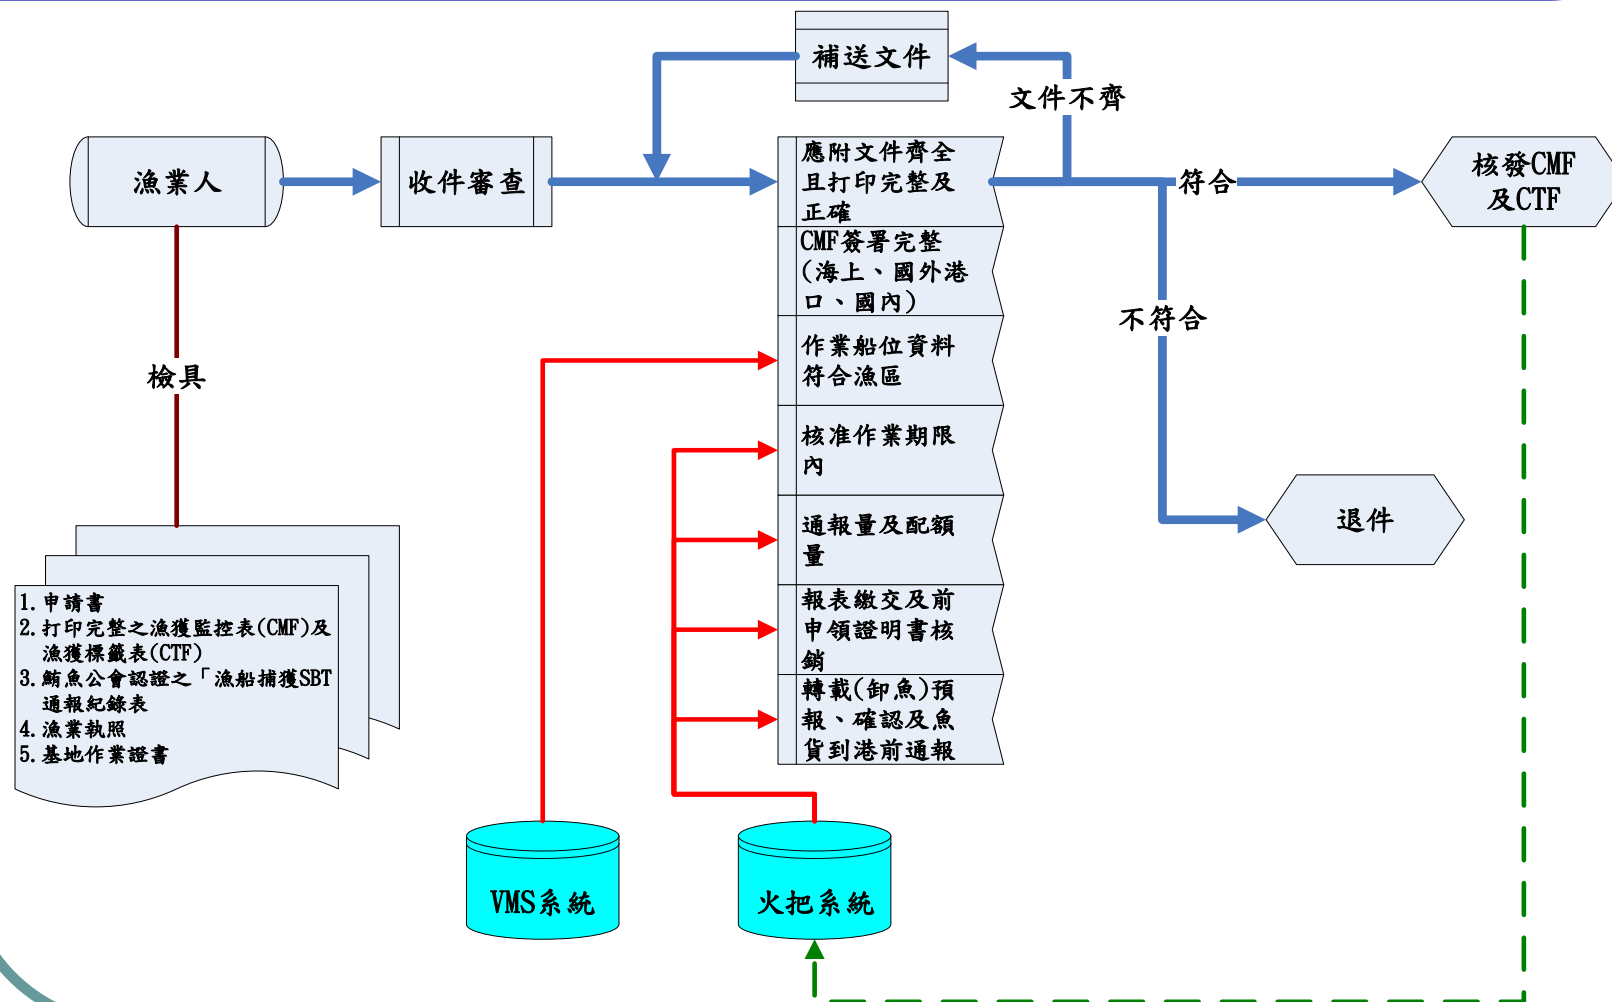 補送文件
文件不齊
漁業人
收件審查
應附文件齊全
且打印完整及
正確
符合
核發CMF
及CTF
CMF簽署完整
(海上、國外港
口、國內)
不符合
作業船位資料
符合漁區
檢具
核准作業期限
內
通報量及配額
量
退件
報表繳交及前
申領證明書核
銷
轉載(卸魚)預
報、確認及魚
貨到港前通報
1.申請書
2.打印完整之漁獲監控表(CMF)及
漁獲標籤表(CTF)
3.鮪魚公會認證之「漁船捕獲SBT
通報紀錄表
4.漁業執照
5.基地作業證書
VMS系統
火把系統